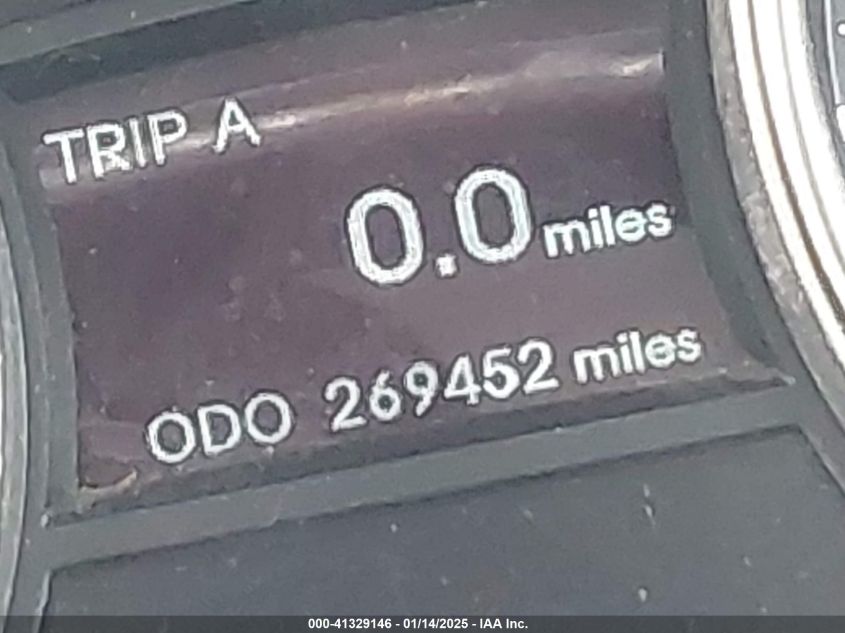 TRIP A
0.0 miles
ODO 269452 miles
000-41329146 - 01/14/2025 - IAA Inc.